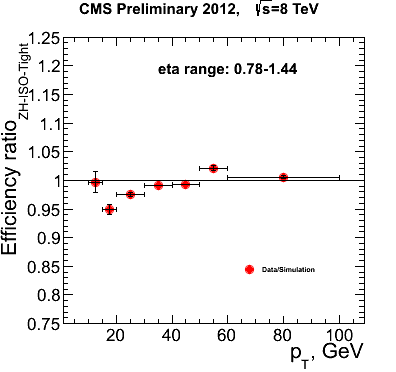 CMS Preliminary 2012, √s=8 TeV
eta range: 0.78-1.44
Efficiency ratio ZH-ISO-Tight
1.25
1.2
1.15
1.1
1.05
1
0.95
0.9
0.85
0.8
0.75
Data/Simulation
20 40 60 80 100
p_T, GeV